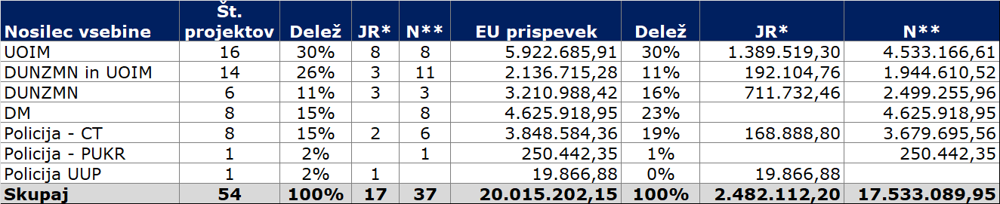 Nosilec vsebine Št. projektov Delež JR* N** EU prispevek Delež JR* N**
UOIM 16 30% 8 8 5.922.685,91 30% 1.389.519,30 4.533.166,61
DUNZMN in UOIM 14 26% 3 11 2.136.715,28 11% 192.104,76 1.944.610,52
DUNZMN 6 11% 3 3 3.210.988,42 16% 711.732,46 2.499.255,96
DM 8 15% 8 4.625.918,95 23% 4.625.918,95
Policija - CT 8 15% 2 6 3.848.584,36 19% 168.888,80 3.679.695,56
Policija - PUKR 1 2% 1 250.442,35 1% 250.442,35
Policija UUP 1 2% 1 19.866,88 0% 19.866,88
Skupaj 54 100% 17 37 20.015.202,15 100% 2.482.112,20 17.533.089,95